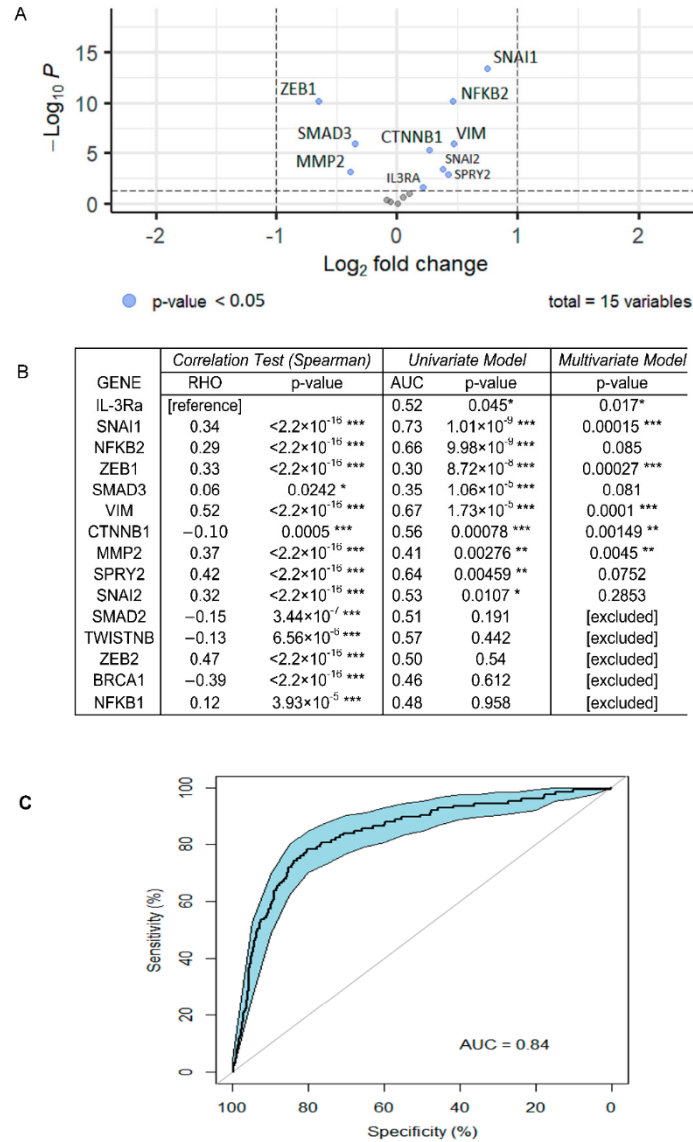 A
−Log10 P
15
10
5
0
SNAI1
ZEB1
NFKB2
SMAD3
CTNNB1
VIM
MMP2
SNAI2
IL3RA
SPRY2
-2 -1 0 1 2
Log2 fold change
p-value < 0.05
total = 15 variables
B
Correlation Test (Spearman) Univariate Model Multivariate Model
GENE RHO p-value AUC p-value p-value
IL-3Ra [reference] 0.52 0.045* 0.017*
SNAI1 0.34 <2.2×10-16 *** 0.73 1.01×10-9 *** 0.00015 ***
NFKB2 0.29 <2.2×10-16 *** 0.66 9.98×10-9 *** 0.085
ZEB1 0.33 <2.2×10-16 *** 0.30 8.72×10-8 *** 0.00027 ***
SMAD3 0.06 0.0242 * 0.35 1.06×10-5 *** 0.081
VIM 0.52 <2.2×10-16 *** 0.67 1.73×10-5 *** 0.0001 ***
CTNNB1 −0.10 0.0005 *** 0.56 0.00078 *** 0.00149 **
MMP2 0.37 <2.2×10-16 *** 0.41 0.00276 ** 0.0045 **
SPRY2 0.42 <2.2×10-16 *** 0.64 0.00459 ** 0.0752
SNAI2 0.32 <2.2×10-16 *** 0.53 0.0107 * 0.2853
SMAD2 −0.15 3.44×10-7 *** 0.51 0.191 [excluded]
TWISTNB −0.13 6.56×10-6 *** 0.57 0.442 [excluded]
ZEB2 0.47 <2.2×10-16 *** 0.50 0.54 [excluded]
BRCA1 −0.39 <2.2×10-16 *** 0.46 0.612 [excluded]
NFKB1 0.12 3.93×10-5 *** 0.48 0.958 [excluded]
C
Sensitivity (%)
100
80
60
40
20
0
AUC = 0.84
100 80 60 40 20 0
Specificity (%)